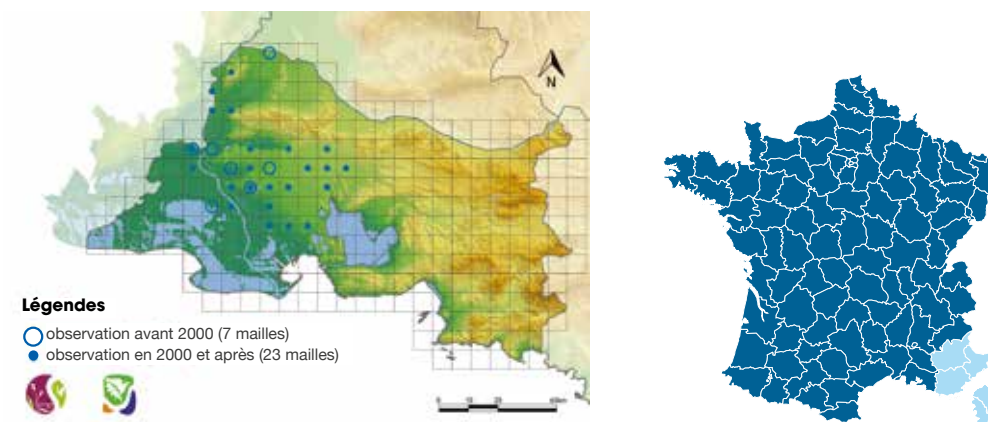 N
Légendes
observation avant 2000 (7 mailles)
observation en 2000 et après (23 mailles)